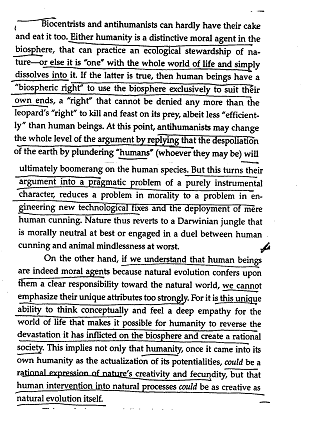 Biocentrists and antihumanists can hardly have their cake
and eat it too. Either humanity is a distinctive moral agent in the
biosphere, that can practice an ecological stewardship of na-
ture—or else it is "one" with the whole world of life and simply
dissolves into it. If the latter is true, then human beings have a
"biospheric right" to use the biosphere exclusively to suit their
own ends, a "right" that cannot be denied any more than the
leopard's "right" to kill and feast on its prey, albeit less "efficient-
ly" than human beings. At this point, antihumanists may change
the whole level of the argument by replying that the despoliation
of the earth by plundering "humans" (whoever they may be) will
ultimately boomerang on the human species. But this turns their
argument into a pragmatic problem of a purely instrumental
character, reduces a problem in morality to a problem in en-
gineering new technological fixes and the deployment of mere
human cunning. Nature thus reverts to a Darwinian jungle that
is morally neutral at best or engaged in a duel between human
cunning and animal mindlessness at worst.
On the other hand, if we understand that human beings
are indeed moral agents because natural evolution confers upon
them a clear responsibility toward the natural world, we cannot
emphasize their unique attributes too strongly. For it is this unique
ability to think conceptually and feel a deep empathy for the
world of life that makes it possible for humanity to reverse the
devastation it has inflicted on the biosphere and create a rational
society. This implies not only that humanity, once it came into its
own humanity as the actualization of its potentialities, could be a
rational expression of nature's creativity and fecundity, but that
human intervention into natural processes could be as creative as
natural evolution itself.